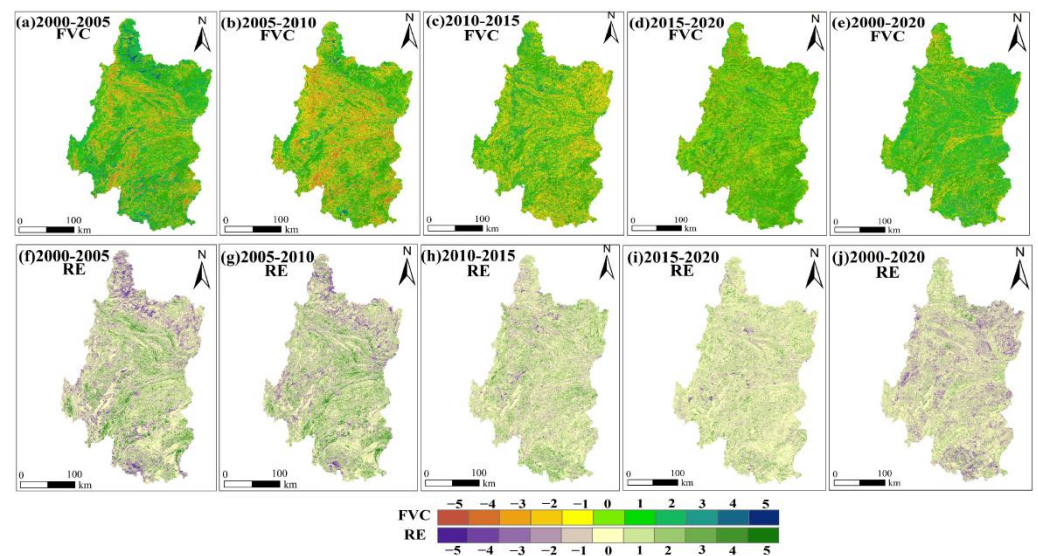 (a)2000-2005
FVC
N
0 100
km
(b)2005-2010
FVC
N
0 100
km
(c)2010-2015
FVC
N
0 100
km
(d)2015-2020
FVC
N
0 100
km
(e)2000-2020
FVC
N
0 100
km
(f)2000-2005
RE
N
0 100
km
(g)2005-2010
RE
N
0 100
km
(h)2010-2015
RE
N
0 100
km
(i)2015-2020
RE
N
0 100
km
(j)2000-2020
RE
N
0 100
km
−5 −4 −3 −2 −1 0 1 2 3 4 5
FVC
RE
−5 −4 −3 −2 −1 0 1 2 3 4 5